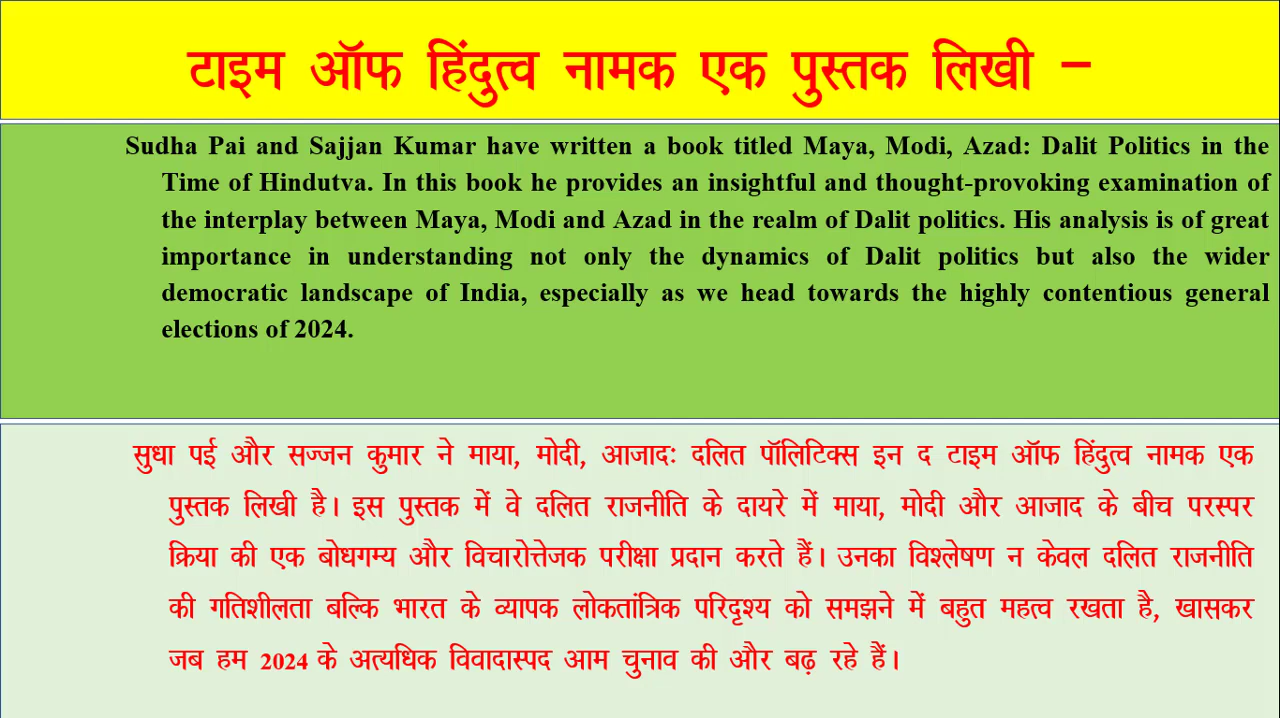 टाइम ऑफ हिंदुत्व नामक एक पुस्तक लिखी –
Sudha Pai and Sajjan Kumar have written a book titled Maya, Modi, Azad: Dalit Politics in the
Time of Hindutva. In this book he provides an insightful and thought-provoking examination of
the interplay between Maya, Modi and Azad in the realm of Dalit politics. His analysis is of great
importance in understanding not only the dynamics of Dalit politics but also the wider
democratic landscape of India, especially as we head towards the highly contentious general
elections of 2024.
सुधा पई और सज्जन कुमार ने माया, मोदी, आजाद: दलित पॉलिटिक्स इन द टाइम ऑफ हिंदुत्व नामक एक
पुस्तक लिखी है। इस पुस्तक में वे दलित राजनीति के दायरे में माया, मोदी और आजाद के बीच परस्पर
क्रिया की एक बोधगम्य और विचारोत्तेजक परीक्षा प्रदान करते हैं। उनका विश्लेषण न केवल दलित राजनीति
की गतिशीलता बल्कि भारत के व्यापक लोकतांत्रिक परिदृश्य को समझने में बहुत महत्व रखता है, खासकर
जब हम 2024 के अत्यधिक विवादास्पद आम चुनाव की और बढ़ रहे हैं।